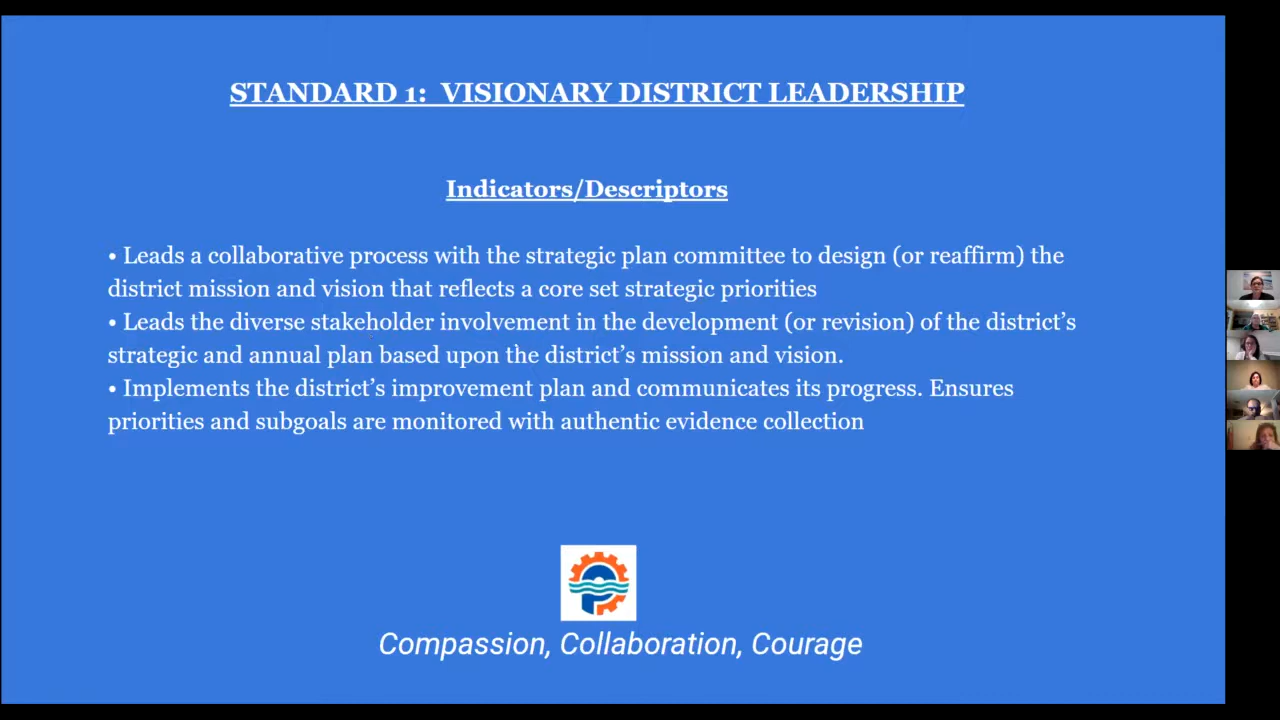 STANDARD 1:  VISIONARY DISTRICT LEADERSHIP
Indicators/Descriptors
• Leads a collaborative process with the strategic plan committee to design (or reaffirm) the
district mission and vision that reflects a core set strategic priorities
• Leads the diverse stakeholder involvement in the development (or revision) of the district’s
strategic and annual plan based upon the district’s mission and vision.
• Implements the district’s improvement plan and communicates its progress. Ensures
priorities and subgoals are monitored with authentic evidence collection
Compassion, Collaboration, Courage